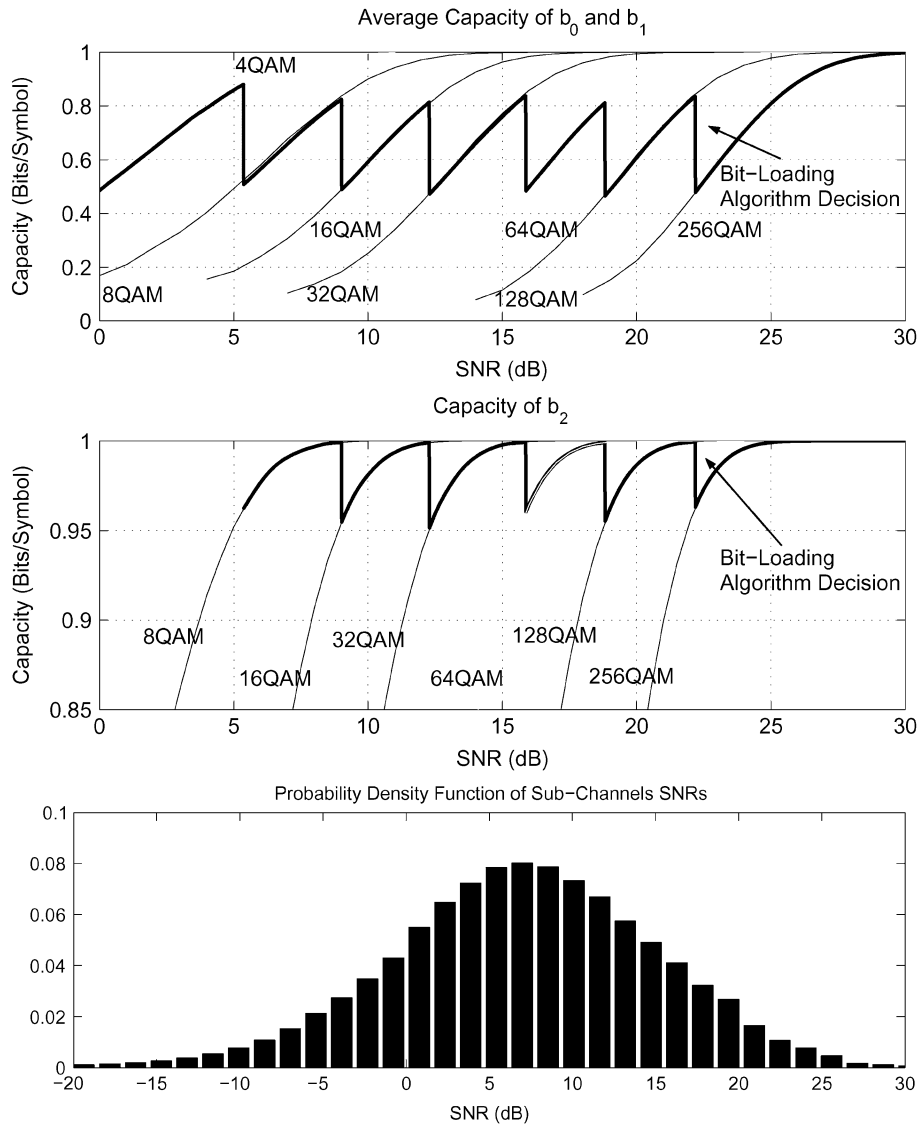 Average Capacity of b0 and b1
Capacity (Bits/Symbol)
1
0.8
0.6
0.4
0.2
0
4QAM
8QAM
16QAM
32QAM
64QAM
128QAM
256QAM
Bit−Loading
Algorithm Decision
0 5 10 15 20 25 30
SNR (dB)
Capacity of b2
Capacity (Bits/Symbol)
1
0.95
0.9
0.85
8QAM
16QAM
32QAM
64QAM
128QAM
256QAM
Bit−Loading
Algorithm Decision
0 5 10 15 20 25 30
SNR (dB)
Probability Density Function of Sub−Channels SNRs
0.1
0.08
0.06
0.04
0.02
0
−20 −15 −10 −5 0 5 10 15 20 25 30
SNR (dB)